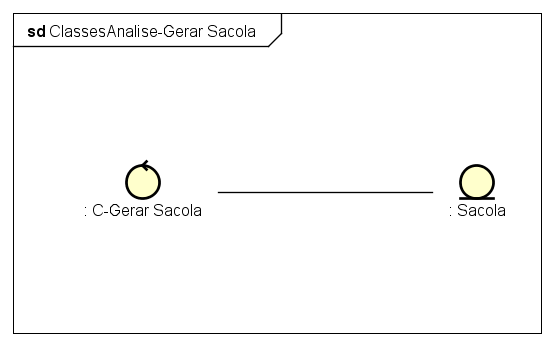 sd ClassesAnalise-Gerar Sacola
: C-Gerar Sacola
: Sacola